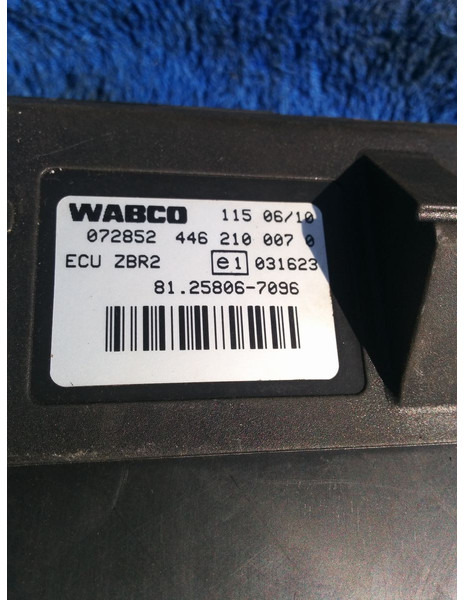 WABCO 115 06/10
072852 446 210 007 0
ECU ZBR2 e1 031623
81.25806-7096